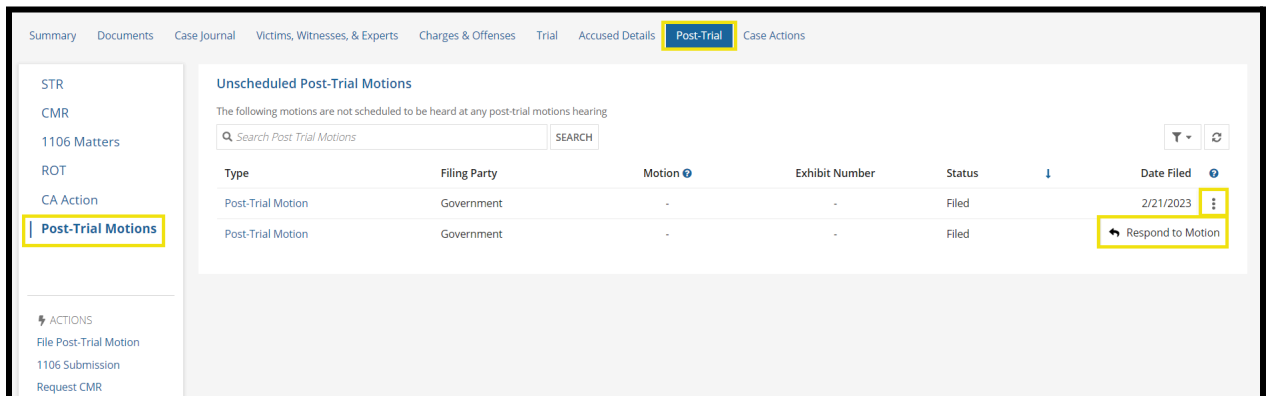 Summary Documents Case Journal Victims, Witnesses, & Experts Charges & Offenses Trial Accused Details Post-Trial Case Actions
STR
CMR
1106 Matters
ROT
CA Action
Post-Trial Motions
ACTIONS
File Post-Trial Motion
1106 Submission
Request CMR
Unscheduled Post-Trial Motions
The following motions are not scheduled to be heard at any post-trial motions hearing
Search Post Trial Motions SEARCH
Type Filing Party Motion Exhibit Number Status Date Filed
Post-Trial Motion Government - - Filed 2/21/2023
Post-Trial Motion Government - - Filed Respond to Motion